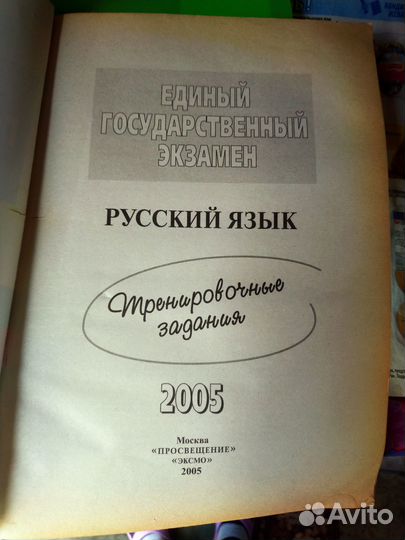 ЕДИНЫЙ
ГОСУДАРСТВЕННЫЙ
ЭКЗАМЕН
РУССКИЙ ЯЗЫК
Тренировочные
задания
2005
Москва
«ПРОСВЕЩЕНИЕ»
«ЭКСМО»
2005
Avito